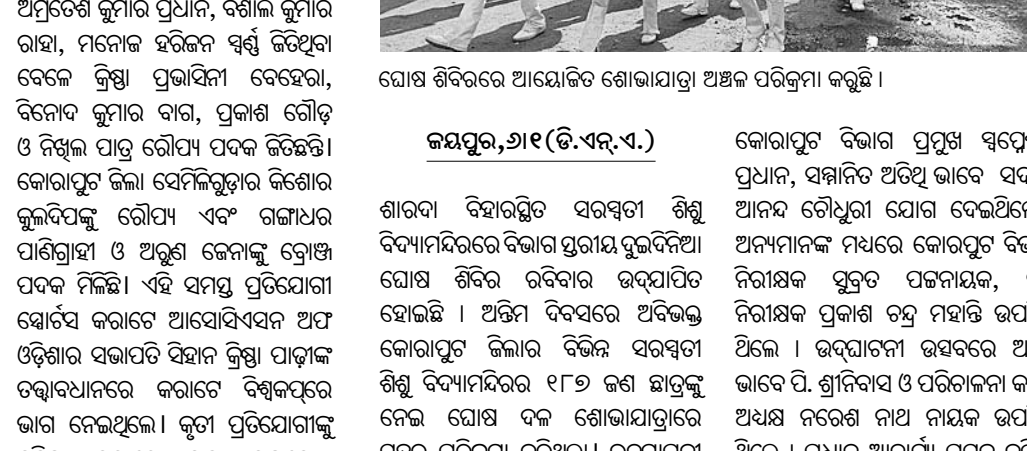 ଅମ୍ରତେଶ କୁମାର ପ୍ରଧାନ, ବିଶାଲ କୁମାର
ରାହା, ମନୋଜ ହରିଜନ ସ୍ୱର୍ଣ୍ଣ ଜିତିଥିବା
ବେଳେ କ୍ରିଷ୍ଣା ପ୍ରଭାସିନୀ ବେହେରା,
ବିନୋଦ କୁମାର ବାଗ, ପ୍ରକାଶ ଗୌଡ଼
ଓ ନିଖିଲ ପାତ୍ର ରୌପ୍ୟ ପଦକ ଜିତିଛନ୍ତି।
କୋରାପୁଟ ଜିଲା ସେମିଳିଗୁଡ଼ାର କିଶୋର
କୁଲଦିପଙ୍କୁ ରୌପ୍ୟ ଏବଂ ଗଙ୍ଗାଧର
ପାଣିଗ୍ରାହୀ ଓ ଅରୁଣ ଜେନାଙ୍କୁ ବ୍ରୋଞ୍ଜ
ପଦକ ମିଳିଛି। ଏହି ସମସ୍ତ ପ୍ରତିଯୋଗୀ
ସ୍ପୋର୍ଟସ କରାଟେ ଆସୋସିଏସନ ଅଫ
ଓଡ଼ିଶାର ସଭାପତି ସିହାନ କ୍ରିଷ୍ଣା ପାଢ଼ୀଙ୍କ
ତତ୍ତ୍ୱାବଧାନରେ କରାଟେ ବିଶ୍ୱକପ୍‌ରେ
ଭାଗ ନେଇଥିଲେ। କୃତୀ ପ୍ରତିଯୋଗୀଙ୍କୁ
ଘୋଷ ଶିବିରରେ ଆୟୋଜିତ ଶୋଭାଯାତ୍ରା ଅଞ୍ଚଳ ପରିକ୍ରମା କରୁଛି।
ଜୟପୁର,୬।୧(ଡି.ଏନ୍.ଏ.)
ଶାରଦା ବିହାରସ୍ଥିତ ସରସ୍ୱତୀ ଶିଶୁ
ବିଦ୍ୟାମନ୍ଦିରରେ ବିଭାଗ ସ୍ତରୀୟ ଦୁଇଦିନିଆ
ଘୋଷ ଶିବିର ରବିବାର ଉଦ୍‌ଯାପିତ
ହୋଇଛି । ଅନ୍ତିମ ଦିବସରେ ଅବିଭକ୍ତ
କୋରାପୁଟ ଜିଲାର ବିଭିନ୍ନ ସରସ୍ୱତୀ
ଶିଶୁ ବିଦ୍ୟାମନ୍ଦିରର ୧୮୭ ଜଣ ଛାତ୍ରଙ୍କୁ
ନେଇ ଘୋଷ ଦଳ ଶୋଭାଯାତ୍ରାରେ
କୋରାପୁଟ ବିଭାଗ ପ୍ରମୁଖ
ପ୍ରଧାନ, ସମ୍ମାନିତ ଅତିଥି ଭାବେ
ଆନନ୍ଦ ଚୌଧୁରୀ ଯୋଗ
ଅନ୍ୟମାନଙ୍କ ମଧ୍ୟରେ କୋରପୁଟ
ନିରୀକ୍ଷକ ସୁବ୍ରତ ପଟ୍ଟନାୟକ,
ନିରୀକ୍ଷକ ପ୍ରକାଶ ଚନ୍ଦ୍ର ମହାନ୍ତି
ଥିଲେ । ଉଦ୍‌ଘାଟନୀ ଉତ୍ସବରେ
ଭାବେ ପି. ଶ୍ରୀନିବାସ ଓ ପରିଚାଳନା
ଅଧ୍ୟକ୍ଷ ନରେଶ ନାଥ ନାୟକ